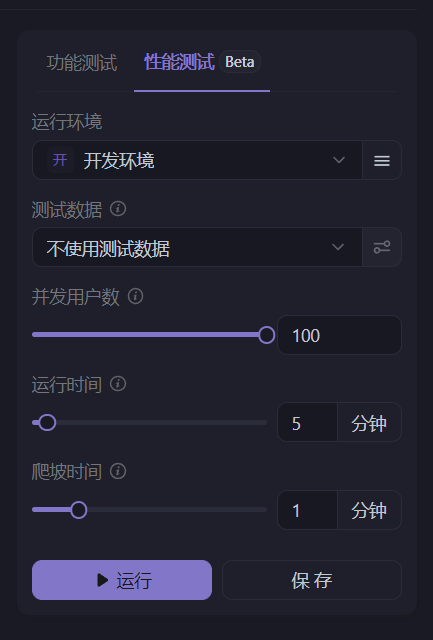 功能测试 性能测试 Beta
运行环境
开 开发环境
测试数据
不使用测试数据
并发用户数
100
运行时间
5 分钟
爬坡时间
1 分钟
运行 保存